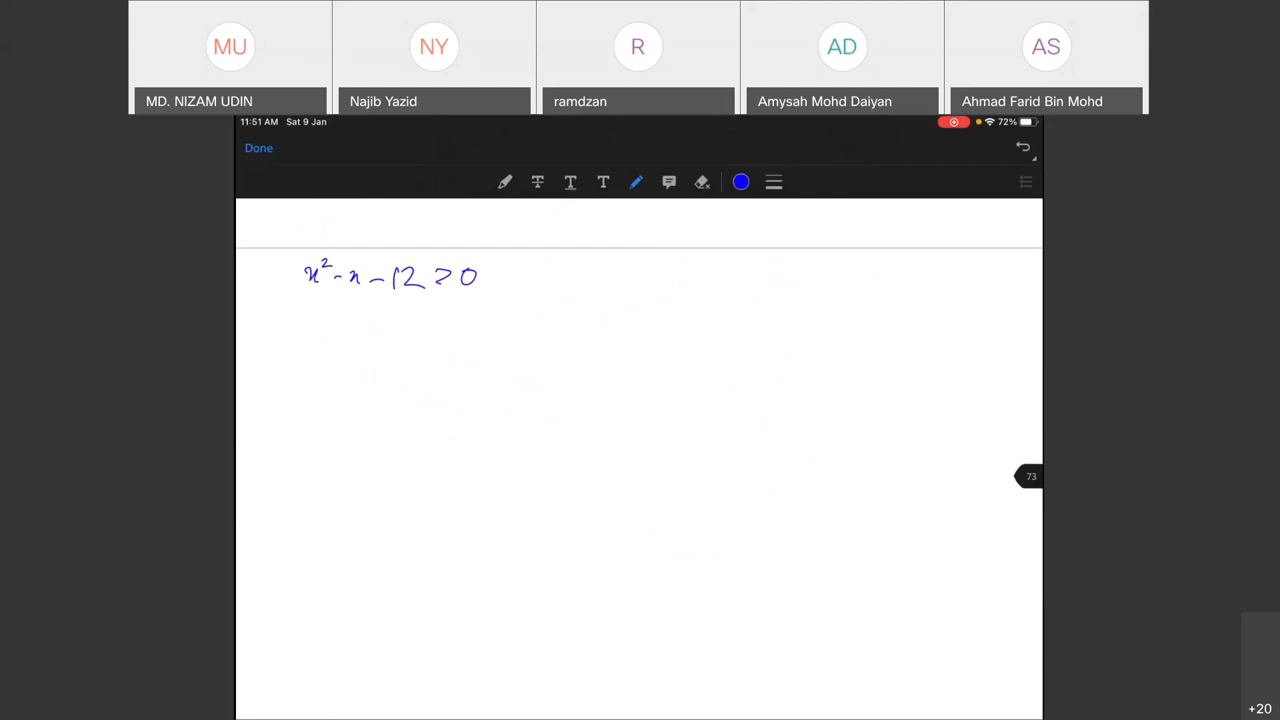 MU
NY
R
AD
AS
MD. NIZAM UDIN
Najib Yazid
ramdzan
Amysah Mohd Daiyan
Ahmad Farid Bin Mohd
11:51 AM Sat 9 Jan
72%
Done
T T T
x² - x - 12 > 0
73
+20